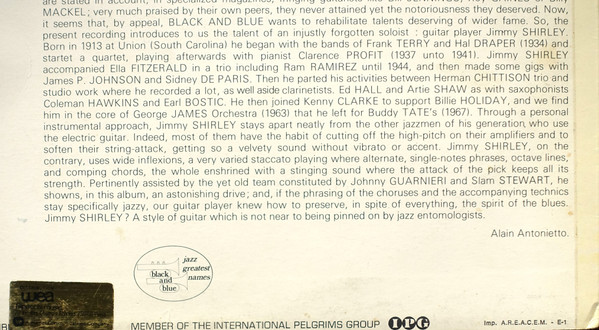 MACKEL; very much praised by their own peers, they never attained yet the notoriousness they deserved. Now,
it seems that, by appeal, BLACK AND BLUE wants to rehabilitate talents deserving of wider fame. So, the
present recording introduces to us the talent of an injustly forgotten soloist : guitar player Jimmy SHIRLEY.
Born in 1913 at Union (South Carolina) he began with the bands of Frank TERRY and Hal DRAPER (1934) and
startet a quartet, playing afterwards with pianist Clarence PROFIT (1937 unto 1941). Jimmy SHIRLEY
accompanied Ella FITZERALD in a trio including Ram RAMIREZ until 1944, and then made some gigs with
James P. JOHNSON and Sidney DE PARIS. Then he parted his activities between Herman CHITTISON trio and
studio work where he recorded a lot, as well aside clarinetists. Ed HALL and Artie SHAW as with saxophonists
Coleman HAWKINS and Earl BOSTIC. He then joined Kenny CLARKE to support Billie HOLIDAY, and we find
him in the core of George JAMES Orchestra (1963) that he left for Buddy TATE's (1967). Through a personal
instrumental approach, Jimmy SHIRLEY stays apart neatly from the other jazzmen of his generation who use
the electric guitar. Indeed, most of them have the habit of cutting off the high-pitch on their amplifiers and to
soften their string-attack, getting so a velvety sound without vibrato or accent. Jimmy SHIRLEY, on the
contrary, uses wide inflexions, a very varied staccato playing where alternate, single-notes phrases, octave lines,
and comping chords, the whole enshrined with a stinging sound where the attack of the pick keeps all its
strength. Pertinently assisted by the yet old team constituted by Johnny GUARNIERI and Slam STEWART, he
showns, in this album, an astonishing drive; and, if the phrasing of the choruses and the accompanying technics
stay specifically jazzy, our guitar player knew how to preserve, in spite of everything, the spirit of the blues.
Jimmy SHIRLEY? A style of guitar which is not near to being pinned on by jazz entomologists.
Alain Antonietto.
black
and
blue
jazz
greatest
names
wea
MEMBER OF THE INTERNATIONAL PELGRIMS GROUP IPG
Imp. A.R.E.A.C.E.M. - E-1